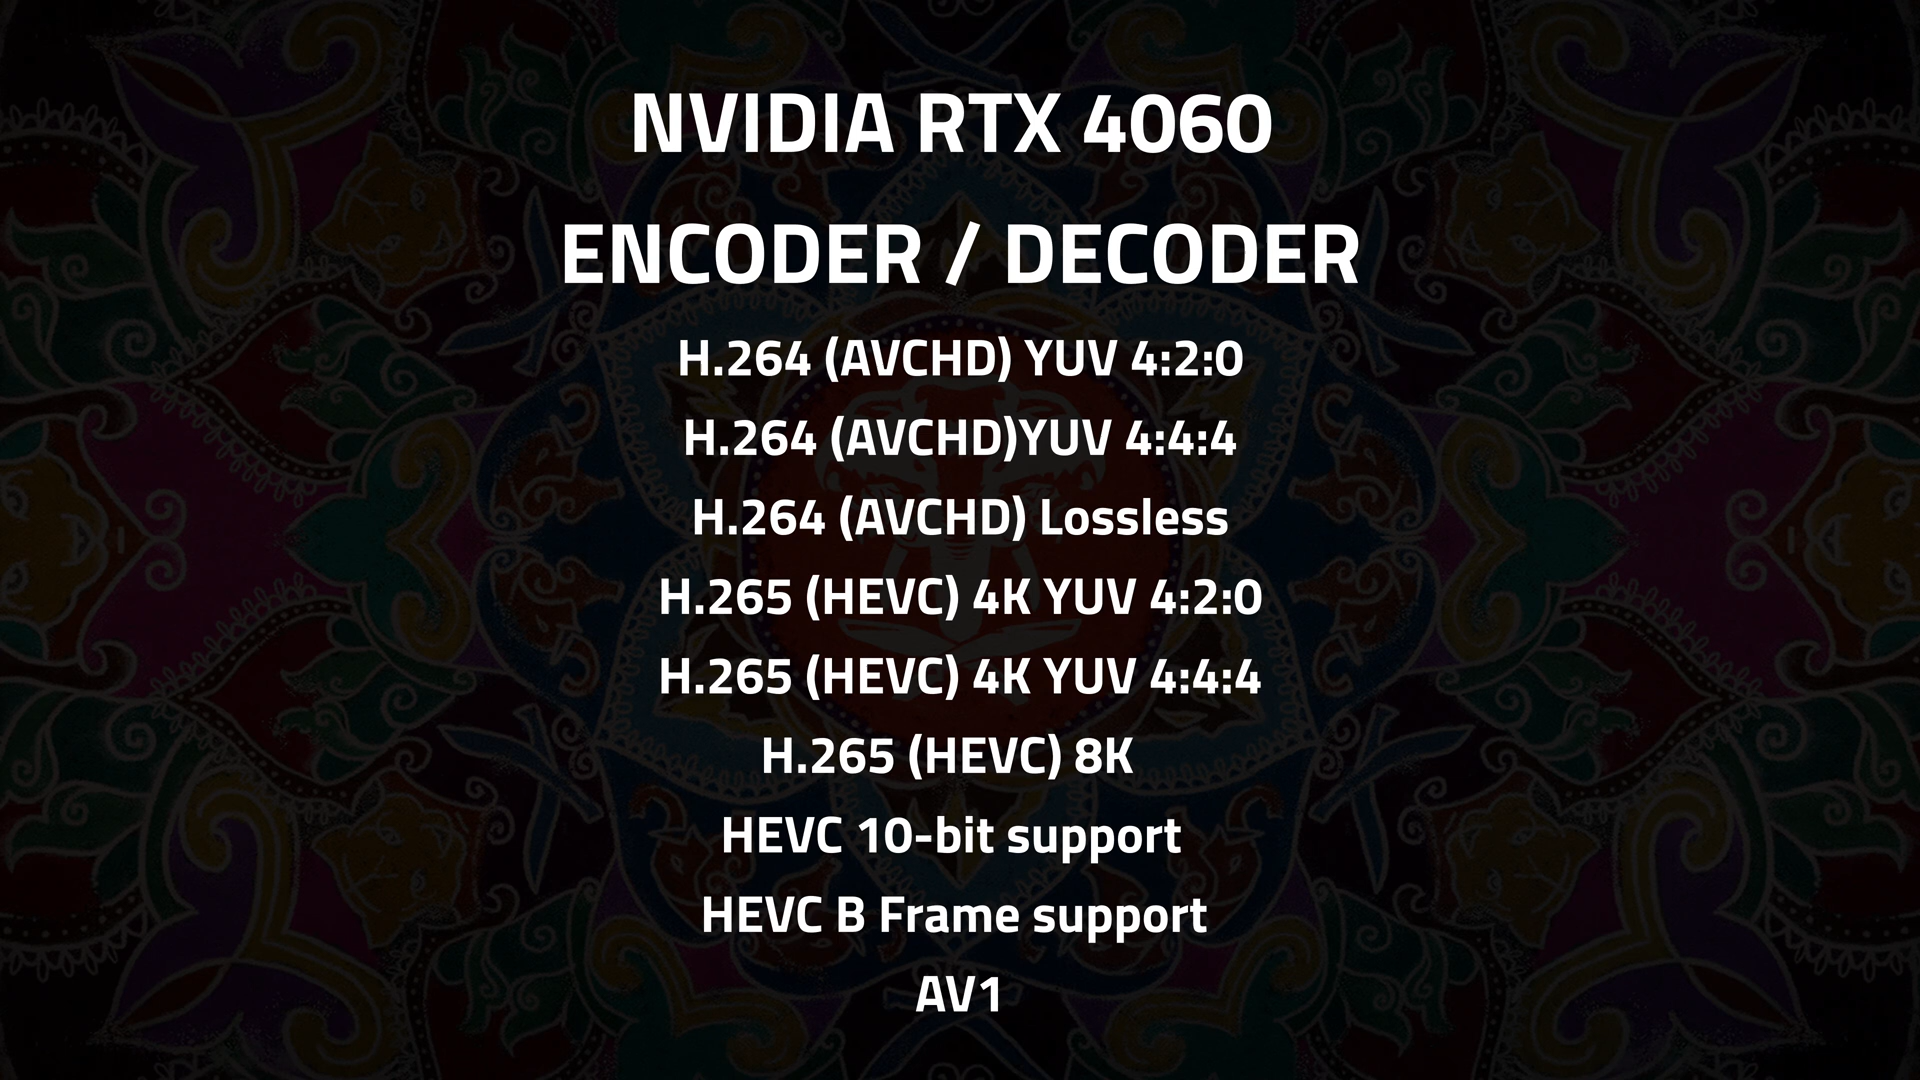 NVIDIA RTX 4060
ENCODER / DECODER
H.264 (AVCHD) YUV 4:2:0
H.264 (AVCHD)YUV 4:4:4
H.264 (AVCHD) Lossless
H.265 (HEVC) 4K YUV 4:2:0
H.265 (HEVC) 4K YUV 4:4:4
H.265 (HEVC) 8K
HEVC 10-bit support
HEVC B Frame support
AV1